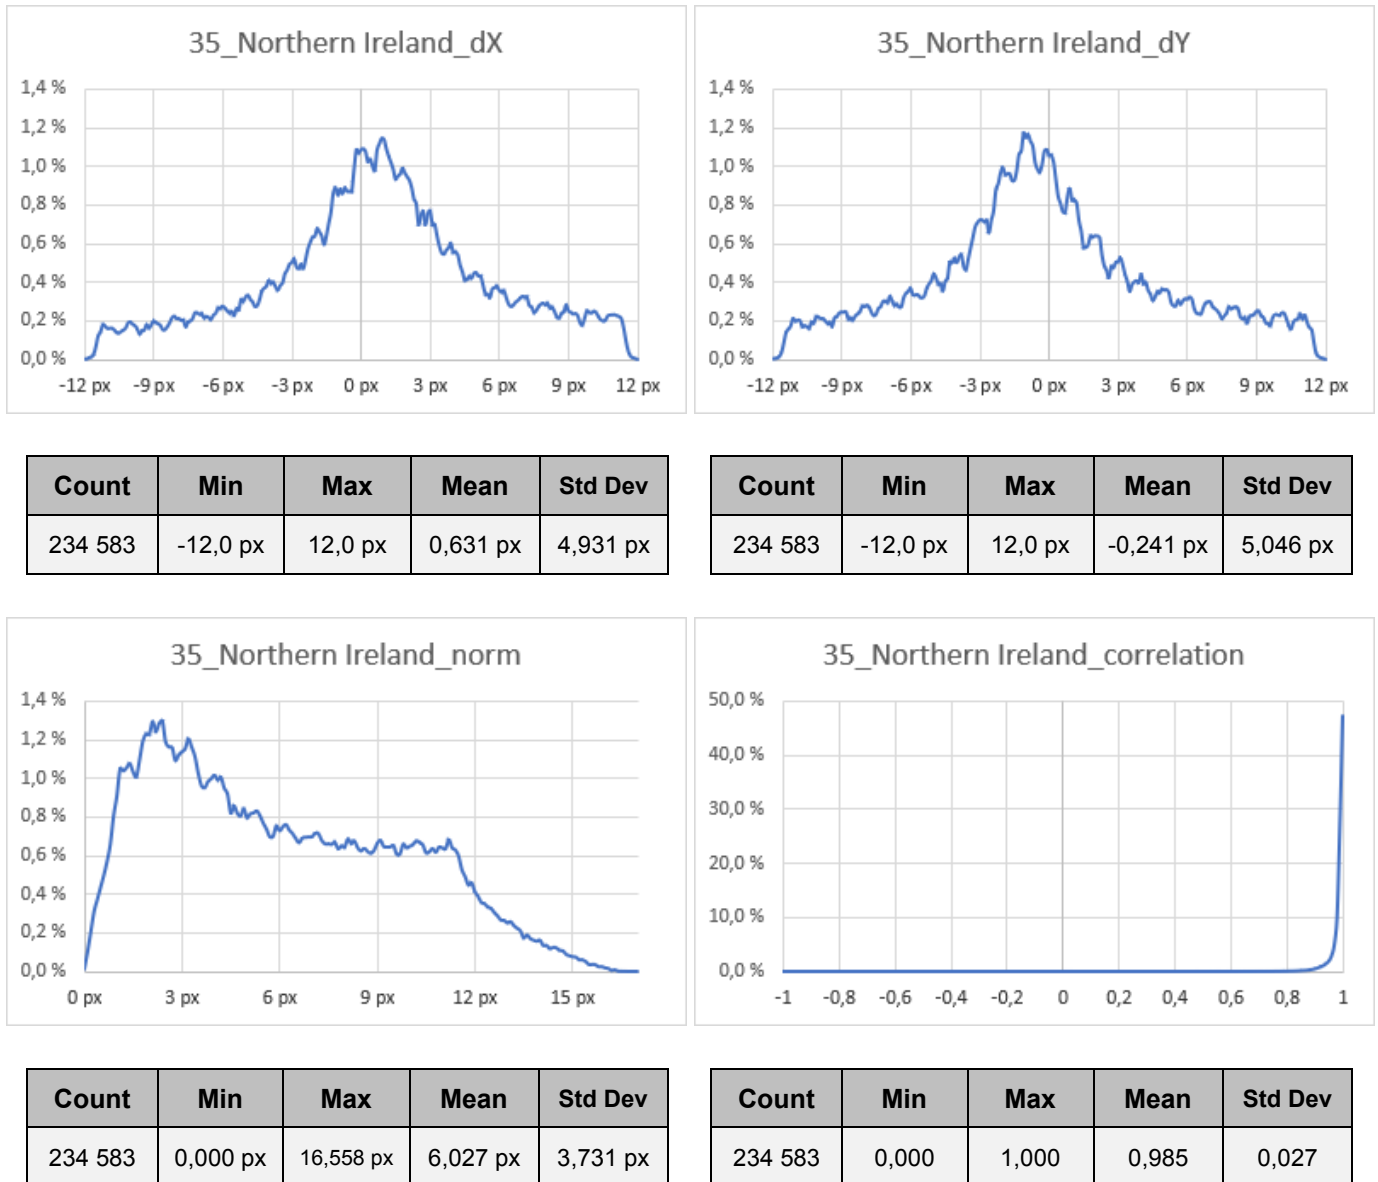 35_Northern Ireland_dX
1,4 %
1,2 %
1,0 %
0,8 %
0,6 %
0,4 %
0,2 %
0,0 %
-12 px -9 px -6 px -3 px 0 px 3 px 6 px 9 px 12 px
35_Northern Ireland_dY
1,4 %
1,2 %
1,0 %
0,8 %
0,6 %
0,4 %
0,2 %
0,0 %
-12 px -9 px -6 px -3 px 0 px 3 px 6 px 9 px 12 px
Count Min Max Mean Std Dev
234 583 -12,0 px 12,0 px 0,631 px 4,931 px
Count Min Max Mean Std Dev
234 583 -12,0 px 12,0 px -0,241 px 5,046 px
35_Northern Ireland_norm
1,4 %
1,2 %
1,0 %
0,8 %
0,6 %
0,4 %
0,2 %
0,0 %
0 px 3 px 6 px 9 px 12 px 15 px
35_Northern Ireland_correlation
50,0 %
40,0 %
30,0 %
20,0 %
10,0 %
0,0 %
-1 -0,8 -0,6 -0,4 -0,2 0 0,2 0,4 0,6 0,8 1
Count Min Max Mean Std Dev
234 583 0,000 px 16,558 px 6,027 px 3,731 px
Count Min Max Mean Std Dev
234 583 0,000 1,000 0,985 0,027